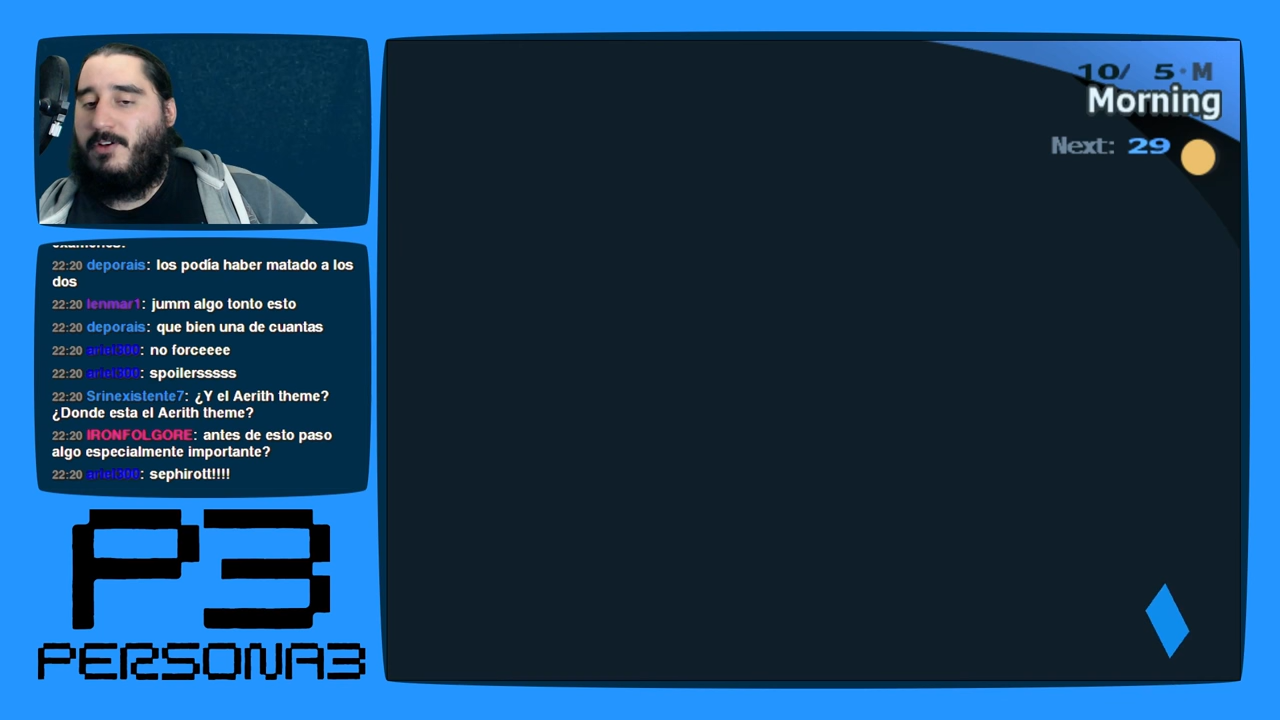 10/ 5·M
Morning
Next: 29
22:20 deporais: los podía haber matado a los
dos
22:20 lenmar1: jumm algo tonto esto
22:20 deporais: que bien una de cuantas
22:20 ariel300: no forceeee
22:20 ariel300: spoilersssss
22:20 Srinexistente7: ¿Y el Aerith theme?
¿Donde esta el Aerith theme?
22:20 IRONFOLGORE: antes de esto paso
algo especialmente importante?
22:20 ariel300: sephirott!!!!
P3
PERSONA3